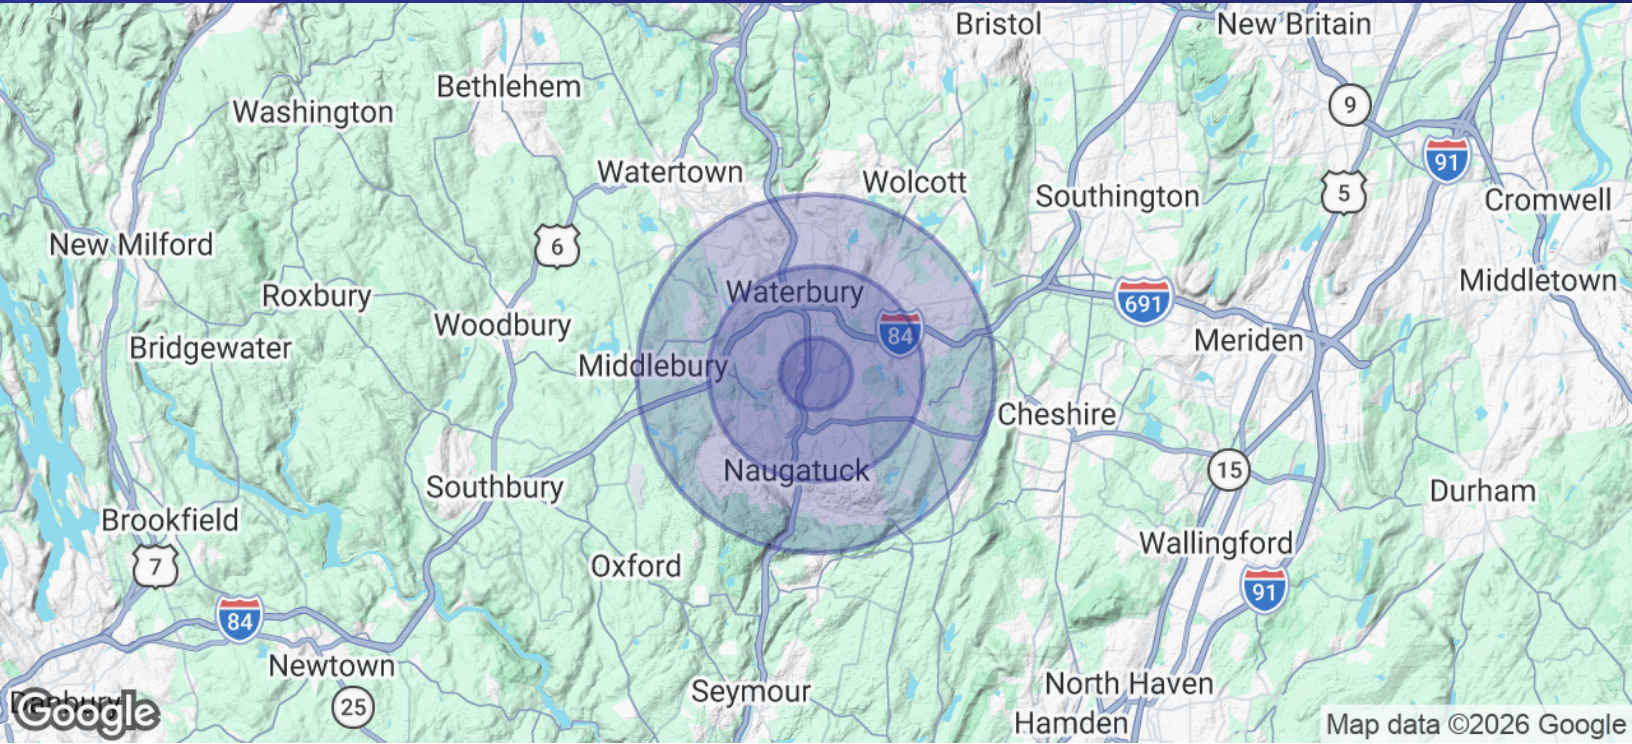 Bristol
New Britain
Bethlehem
Washington
9
91
Watertown
Wolcott
Southington
5
Cromwell
New Milford
6
Middletown
Roxbury
Waterbury
691
Woodbury
84
Bridgewater
Meriden
Middlebury
Cheshire
Naugatuck
15
Southbury
Durham
Brookfield
Wallingford
7
Oxford
91
84
Newtown
Seymour
North Haven
Danbury
Google
25
Hamden
Map data ©2026 Google